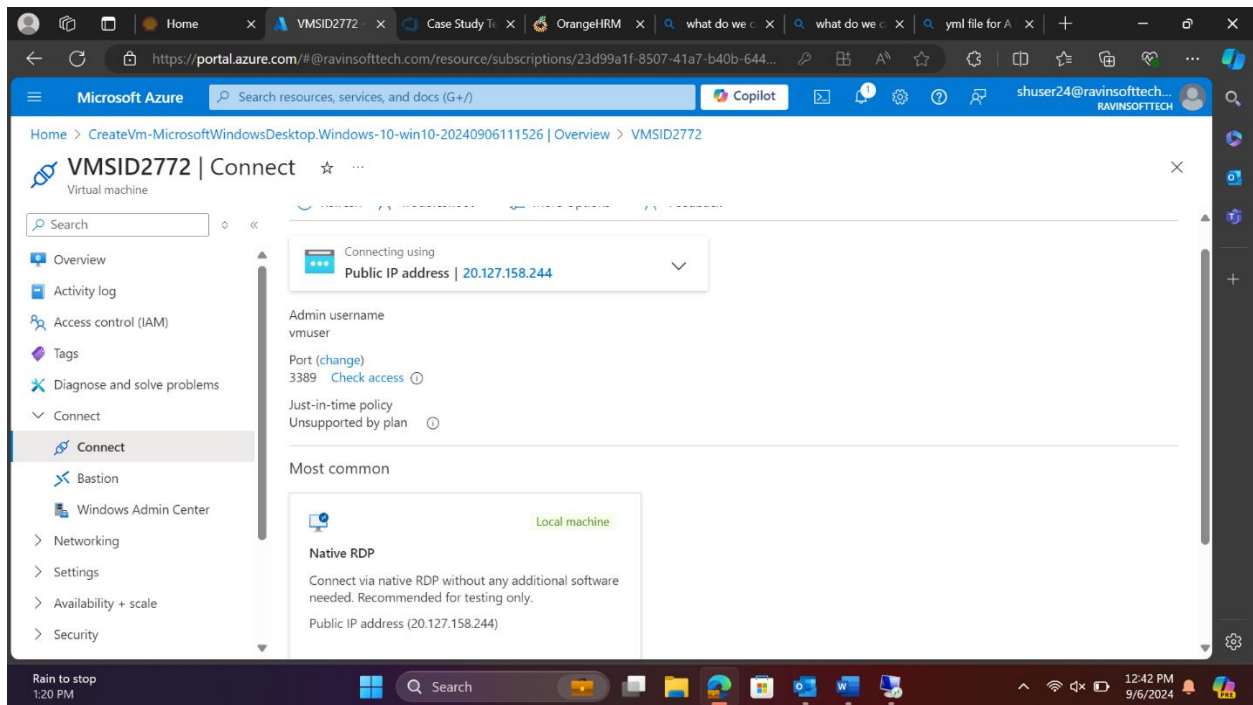 Home
VMSID2772 -
Case Study Te
OrangeHRM
what do we c
what do we c
yml file for A
https://portal.azure.com/#@ravinsofttech.com/resource/subscriptions/23d99a1f-8507-41a7-b40b-644...
Microsoft Azure
Search resources, services, and docs (G+/)
Copilot
1
shuser24@ravinsofttech...
RAVINSOFTTECH
Home > CreateVm-MicrosoftWindowsDesktop.Windows-10-win10-20240906111526 | Overview > VMSID2772
VMSID2772 | Connect
Virtual machine
Search
Overview
Activity log
Access control (IAM)
Tags
Diagnose and solve problems
Connect
Connect
Bastion
Windows Admin Center
Networking
Settings
Availability + scale
Security
Connecting using
Public IP address | 20.127.158.244
Admin username
vmuser
Port (change)
3389 Check access
Just-in-time policy
Unsupported by plan
Most common
Local machine
Native RDP
Connect via native RDP without any additional software
needed. Recommended for testing only.
Public IP address (20.127.158.244)
Rain to stop
1:20 PM
Search
12:42 PM
9/6/2024
PRE